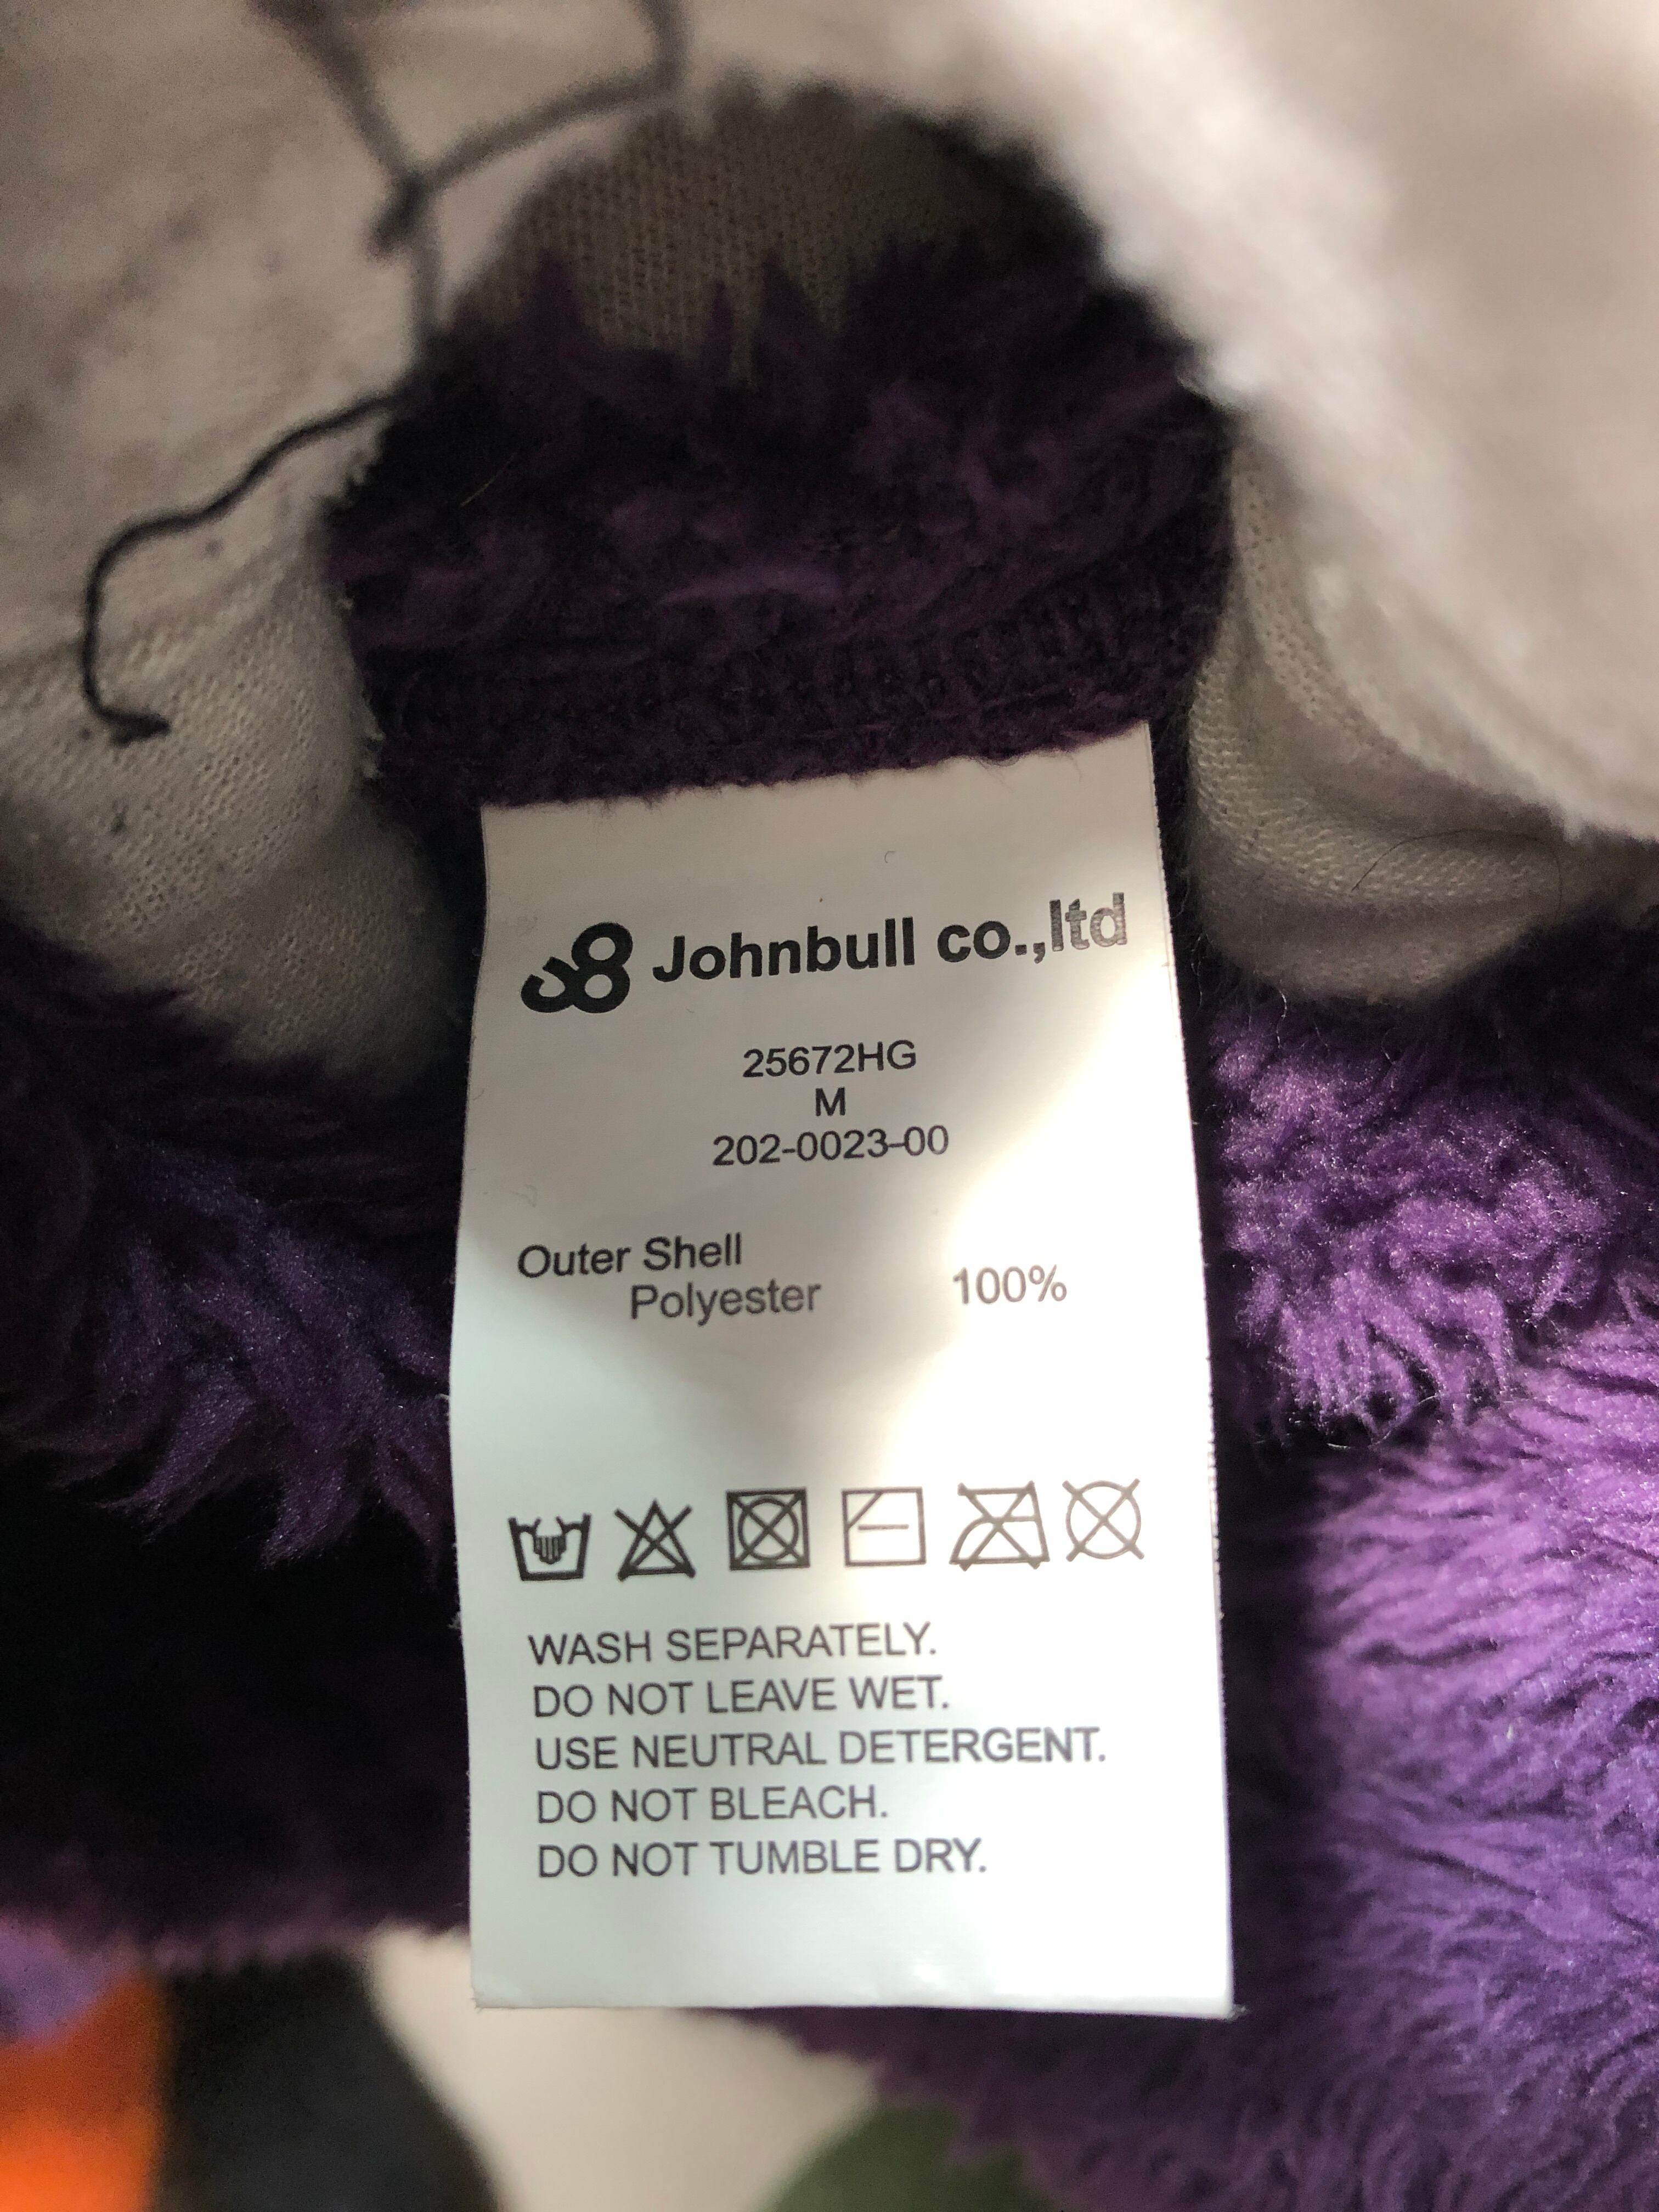 Johnbull co.,ltd
25672HG
M
202-0023-00
Outer Shell
Polyester 100%
WASH SEPARATELY.
DO NOT LEAVE WET.
USE NEUTRAL DETERGENT.
DO NOT BLEACH.
DO NOT TUMBLE DRY.